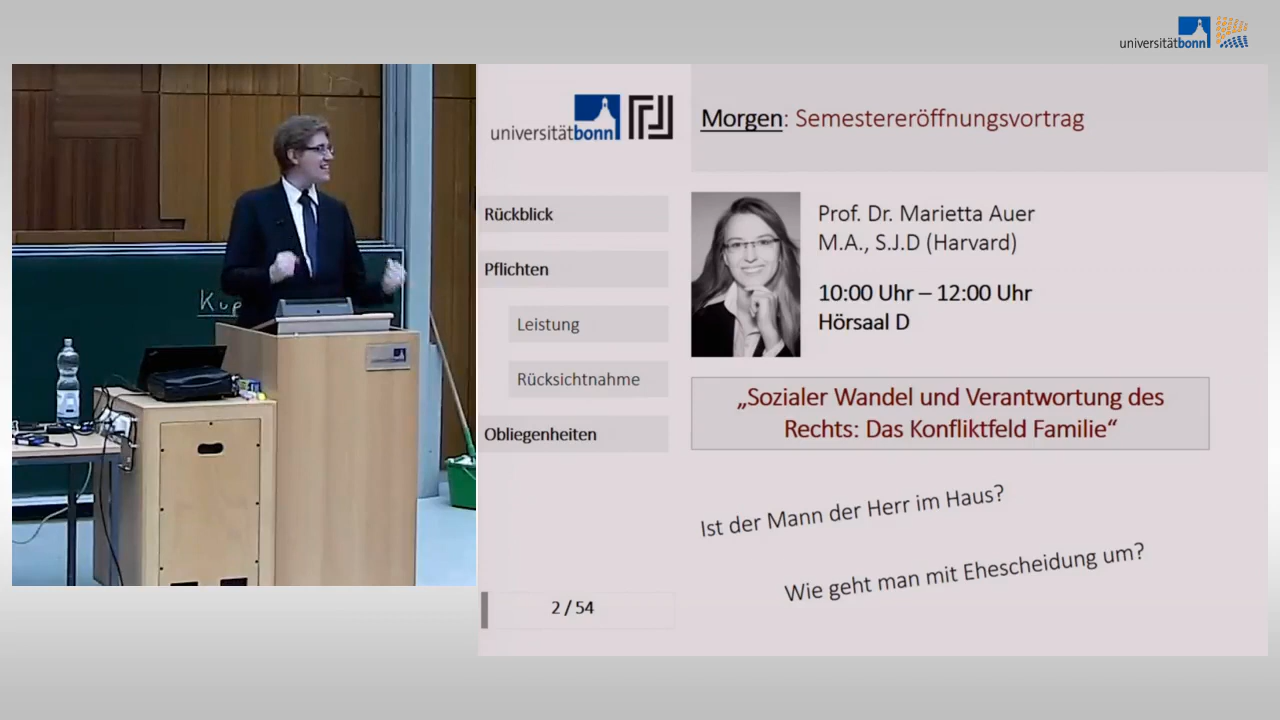 universitätbonn
universitätbonn
Morgen: Semestereröffnungsvortrag
Rückblick
Pflichten
Leistung
Rücksichtnahme
Obliegenheiten
2 / 54
Prof. Dr. Marietta Auer
M.A., S.J.D (Harvard)
10:00 Uhr – 12:00 Uhr
Hörsaal D
„Sozialer Wandel und Verantwortung des
Rechts: Das Konfliktfeld Familie“
Ist der Mann der Herr im Haus?
Wie geht man mit Ehescheidung um?
Kup